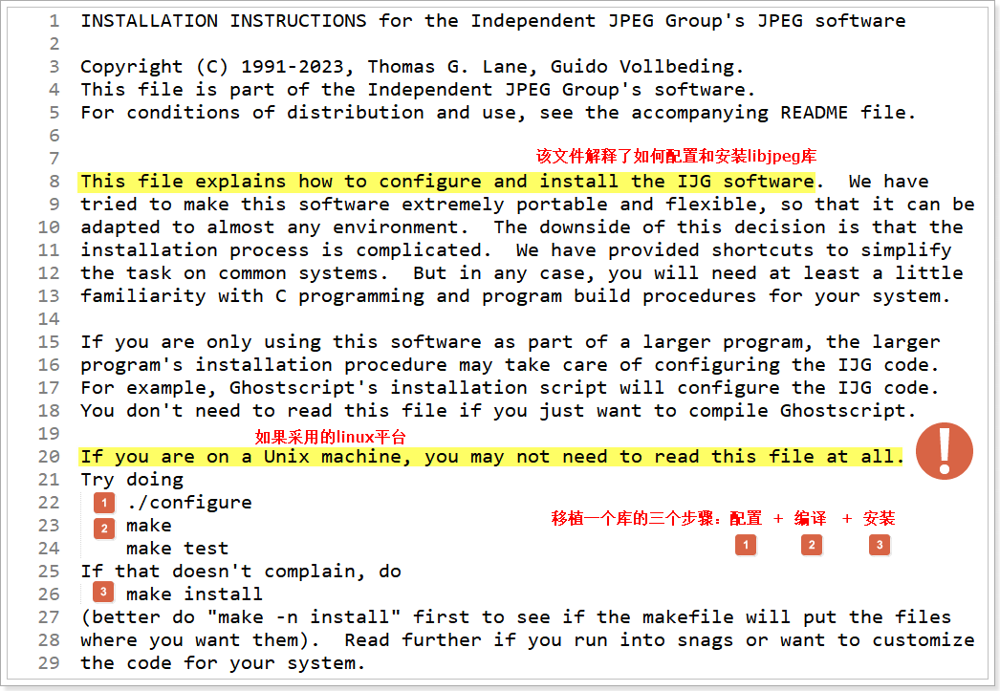 1 INSTALLATION INSTRUCTIONS for the Independent JPEG Group's JPEG software
2
3 Copyright (C) 1991-2023, Thomas G. Lane, Guido Vollbeding.
4 This file is part of the Independent JPEG Group's software.
5 For conditions of distribution and use, see the accompanying README file.
6
7
该文件解释了如何配置和安装libjpeg库
8 This file explains how to configure and install the IJG software.  We have
9 tried to make this software extremely portable and flexible, so that it can be
10 adapted to almost any environment.  The downside of this decision is that the
11 installation process is complicated.  We have provided shortcuts to simplify
12 the task on common systems.  But in any case, you will need at least a little
13 familiarity with C programming and program build procedures for your system.
14
15 If you are only using this software as part of a larger program, the larger
16 program's installation procedure may take care of configuring the IJG code.
17 For example, Ghostscript's installation script will configure the IJG code.
18 You don't need to read this file if you just want to compile Ghostscript.
19
如果采用的linux平台
20 If you are on a Unix machine, you may not need to read this file at all.
!
21 Try doing
22 1 ./configure
23 2 make
移植一个库的三个步骤：配置 + 编译 + 安装
1 2 3
24 make test
25 If that doesn't complain, do
26 3 make install
27 (better do "make -n install" first to see if the makefile will put the files
28 where you want them).  Read further if you run into snags or want to customize
29 the code for your system.